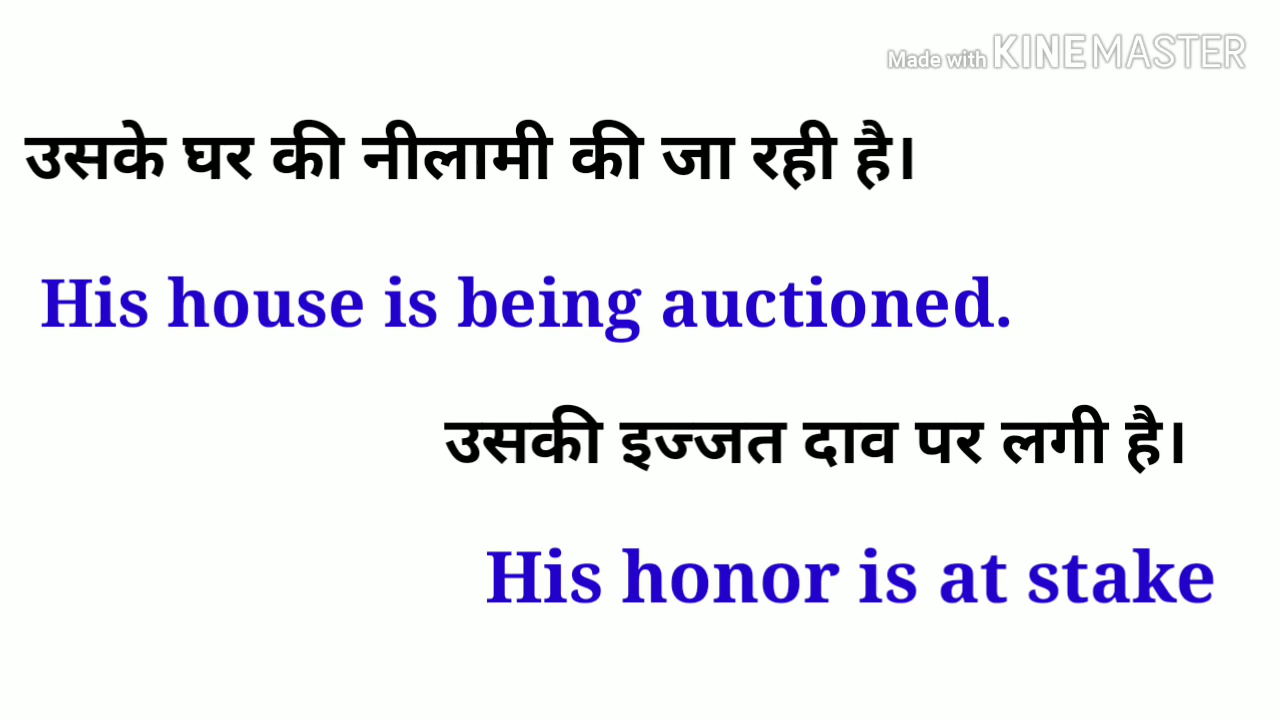 Made with KINEMASTER
उसके घर की नीलामी की जा रही है।
His house is being auctioned.
उसकी इज्जत दाव पर लगी है।
His honor is at stake